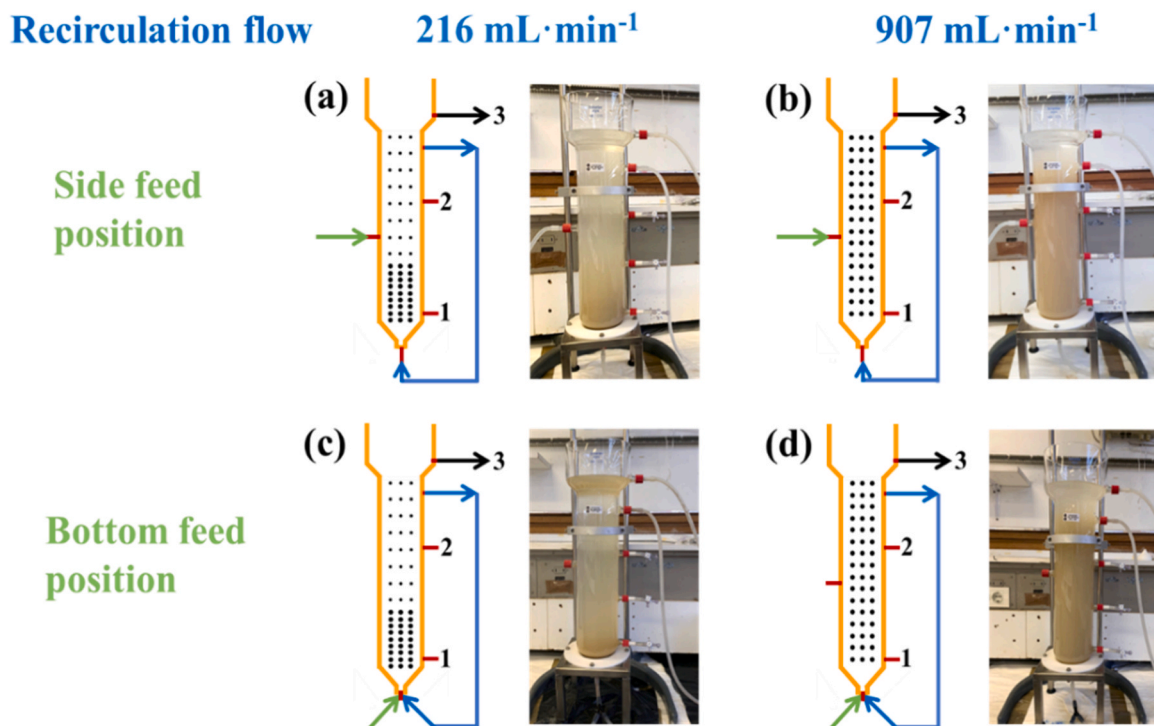 Recirculation flow 216 mL·min⁻¹ 907 mL·min⁻¹
(a) (b)
3 3
Side feed
position
2 2
1 1
(c) (d)
3 3
Bottom feed
position
2 2
1 1